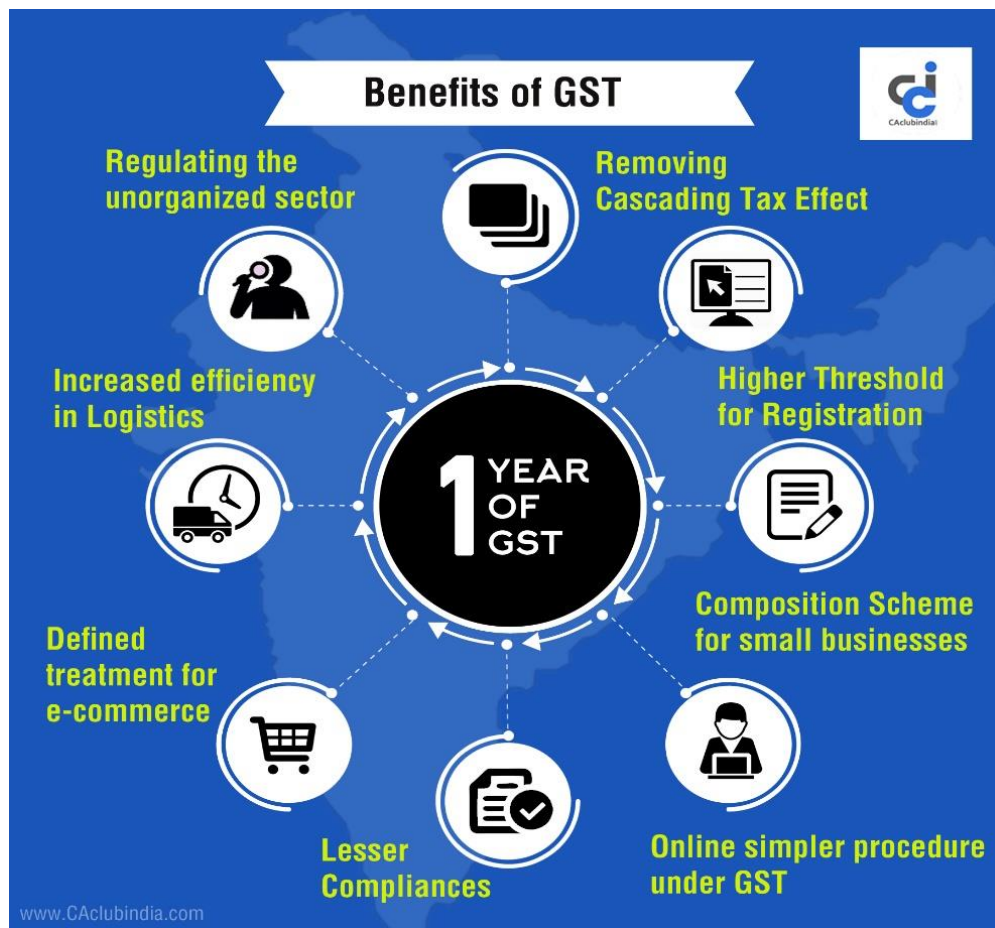 Benefits of GST
CAclubindia
Regulating the
unorganized sector
Removing
Cascading Tax Effect
Increased efficiency
in Logistics
Higher Threshold
for Registration
1 YEAR
OF
GST
Defined
treatment for
e-commerce
Composition Scheme
for small businesses
Lesser
Compliances
Online simpler procedure
under GST
www.CAclubindia.com